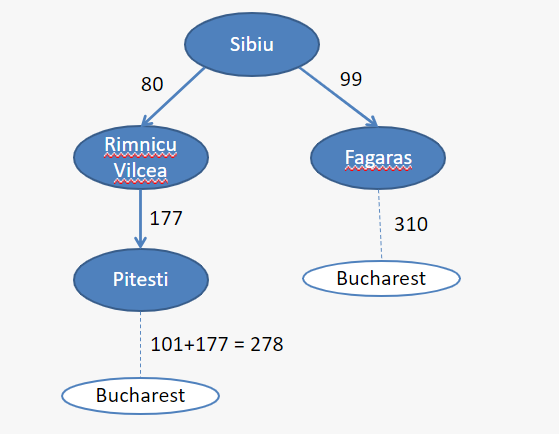 Sibiu
80
99
Rimnicu
Vilcea
Fagaras
177
310
Pitesti
Bucharest
101+177 = 278
Bucharest